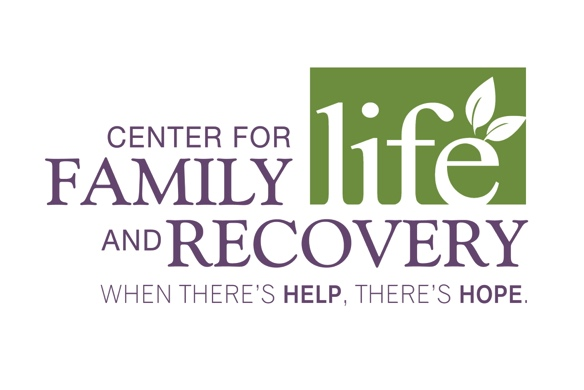 CENTER FOR
FAMILY life
AND RECOVERY
WHEN THERE'S HELP, THERE'S HOPE.